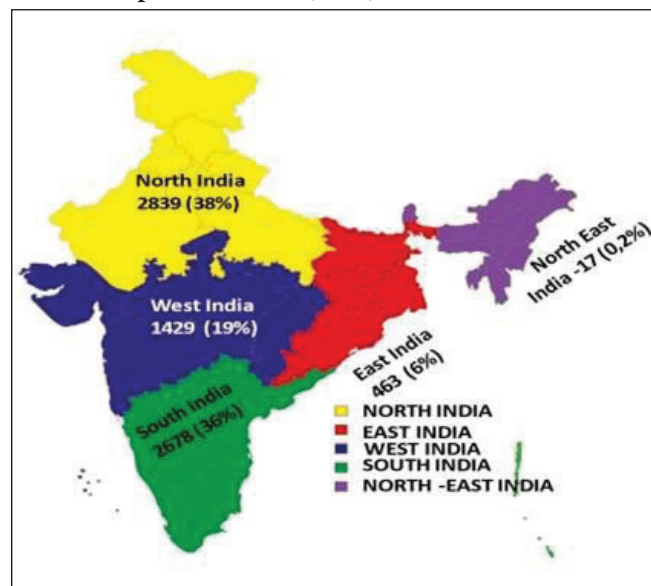 North India
2839 (38%)
West India
1429 (19%)
South India
2678 (36%)
East India
463 (6%)
North East
India -17 (0,2%)
NORTH INDIA
EAST INDIA
WEST INDIA
SOUTH INDIA
NORTH -EAST INDIA